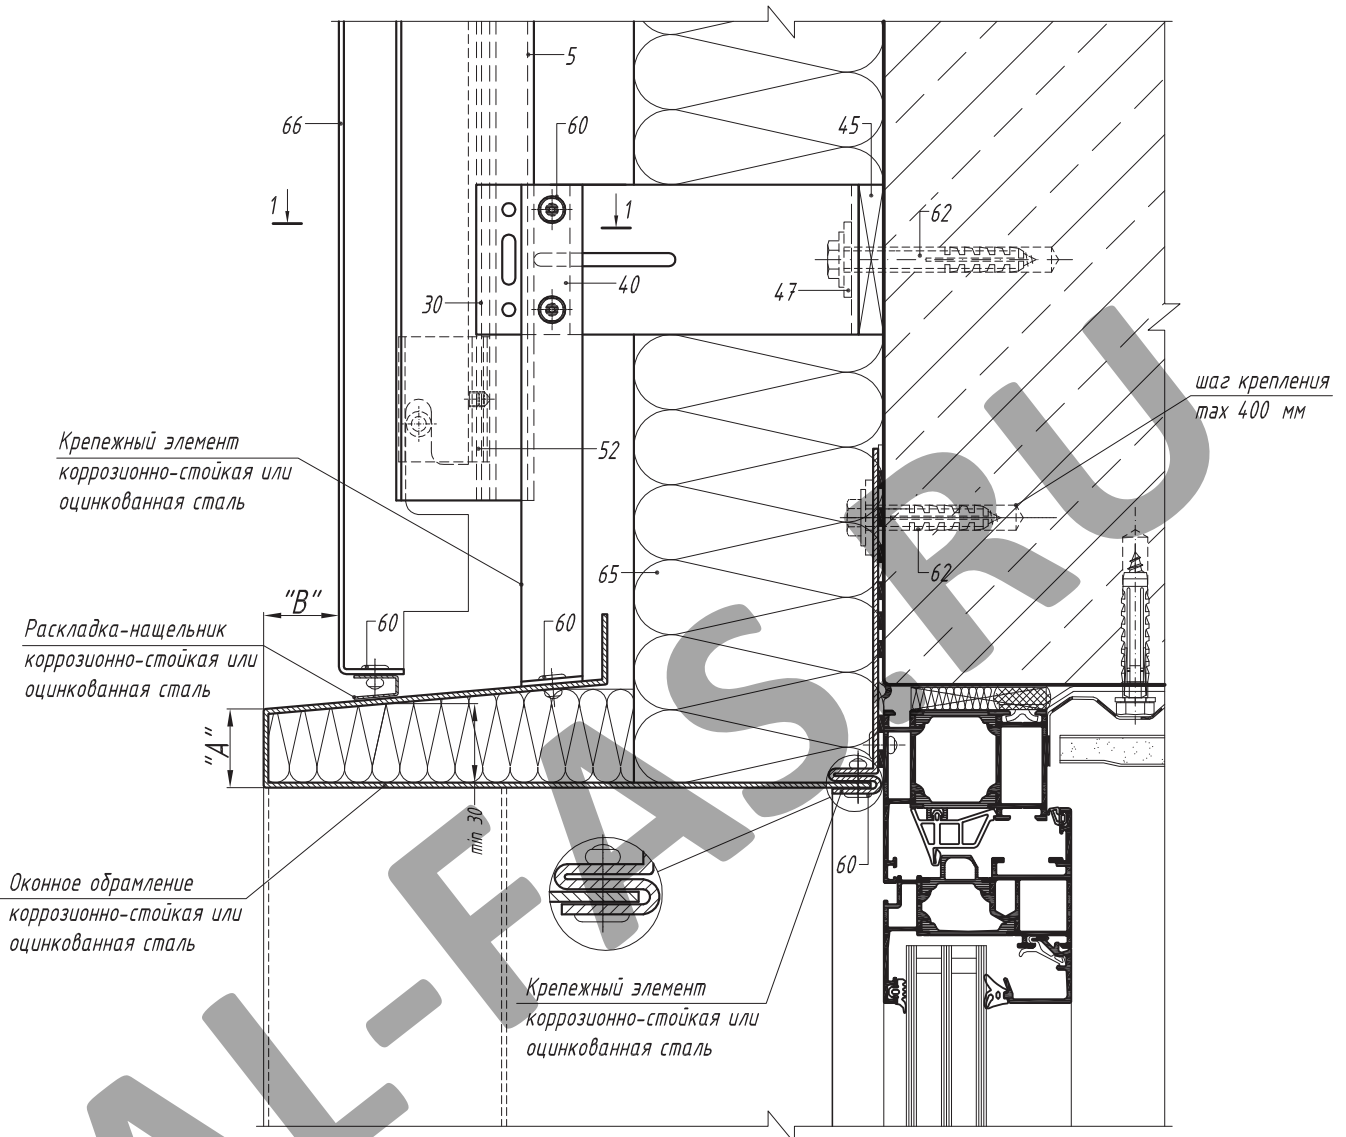 5
66
60
45
1
1
62
30
40
47
шаг крепления
max 400 мм
Крепежный элемент
коррозионно-стойкая или
оцинкованная сталь
52
65
62
"В"
60
60
Раскладка-нащельник
коррозионно-стойкая или
оцинкованная сталь
"А"
min 30
60
Оконное обрамление
коррозионно-стойкая или
оцинкованная сталь
Крепежный элемент
коррозионно-стойкая или
оцинкованная сталь
AL-FAS.RU